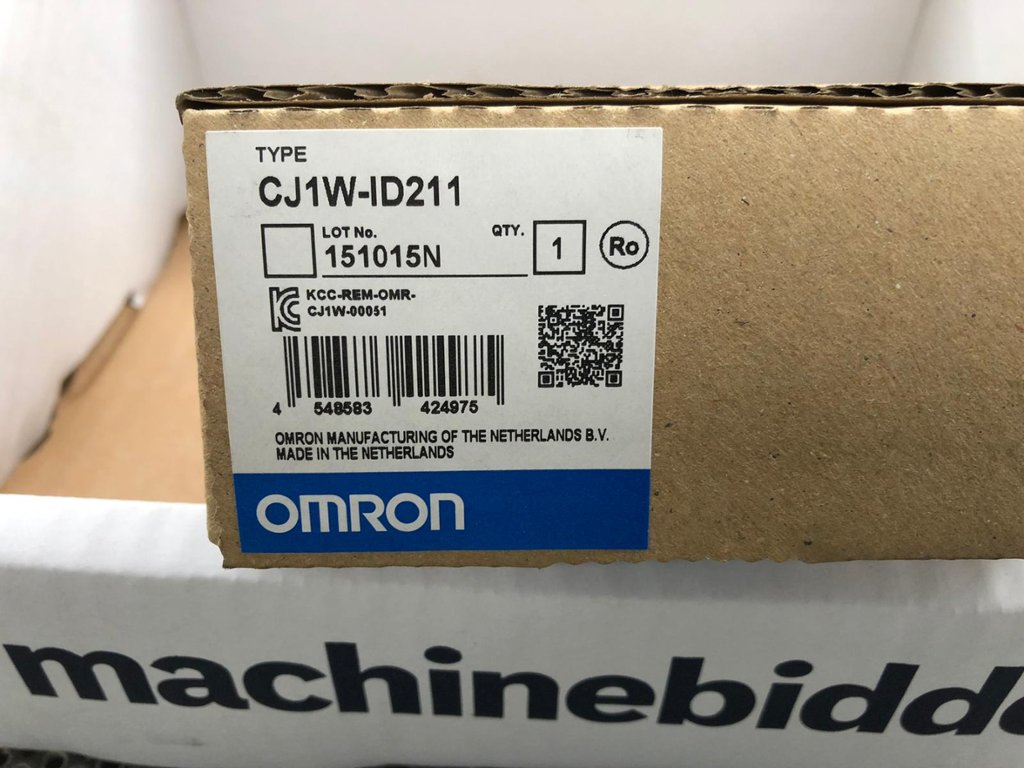 TYPE
CJ1W-ID211
LOT No.
151015N
QTY.
1
Ro
KCC-REM-OMR-
CJ1W-00051
4 548583 424975
OMRON MANUFACTURING OF THE NETHERLANDS B.V.
MADE IN THE NETHERLANDS
OMRON
machinebidd